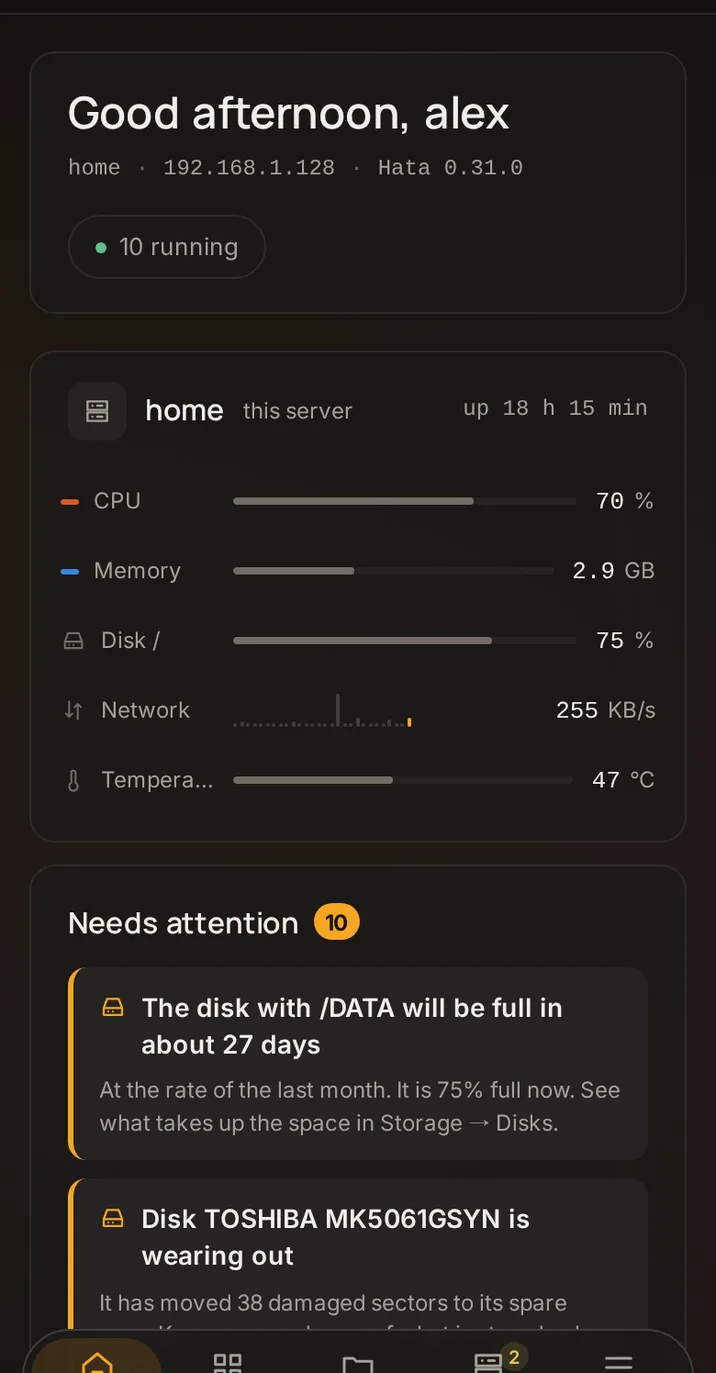 Good afternoon, alex
home · 192.168.1.128 · Hata 0.31.0
10 running
home this server up 18 h 15 min
CPU 70 %
Memory 2.9 GB
Disk / 75 %
Network 255 KB/s
Tempera... 47 °C
Needs attention 10
The disk with /DATA will be full in
about 27 days
At the rate of the last month. It is 75% full now. See
what takes up the space in Storage → Disks.
Disk TOSHIBA MK5061GSYN is
wearing out
It has moved 38 damaged sectors to its spare
2